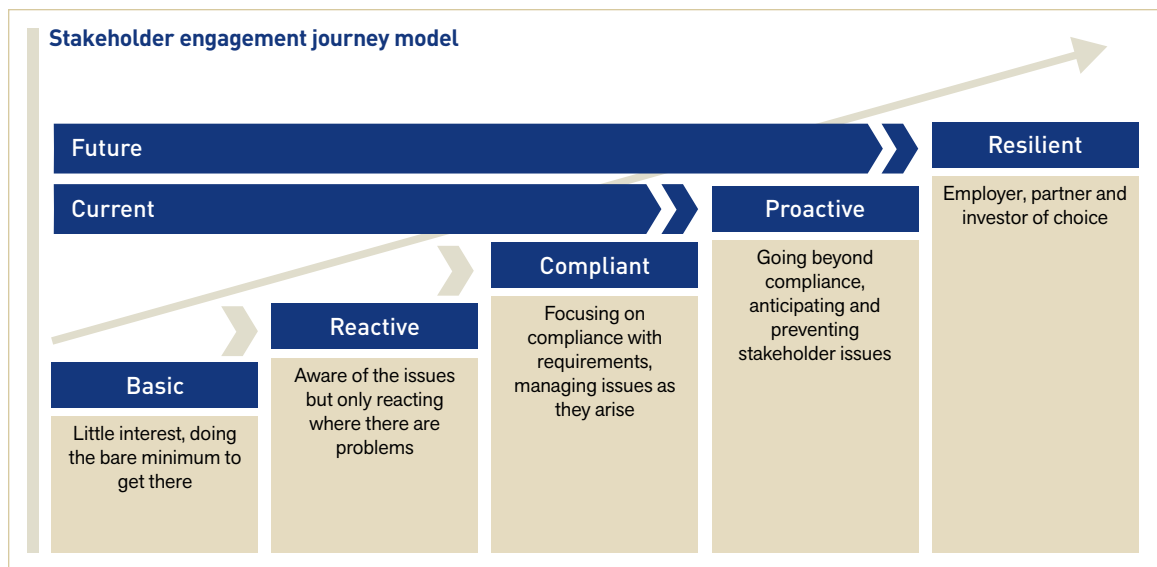 Stakeholder engagement journey model
Future
Current
Basic
Little interest, doing
the bare minimum to
get there
Reactive
Aware of the issues
but only reacting
where there are
problems
Compliant
Focusing on
compliance with
requirements,
managing issues as
they arise
Proactive
Going beyond
compliance,
anticipating and
preventing
stakeholder issues
Resilient
Employer, partner and
investor of choice